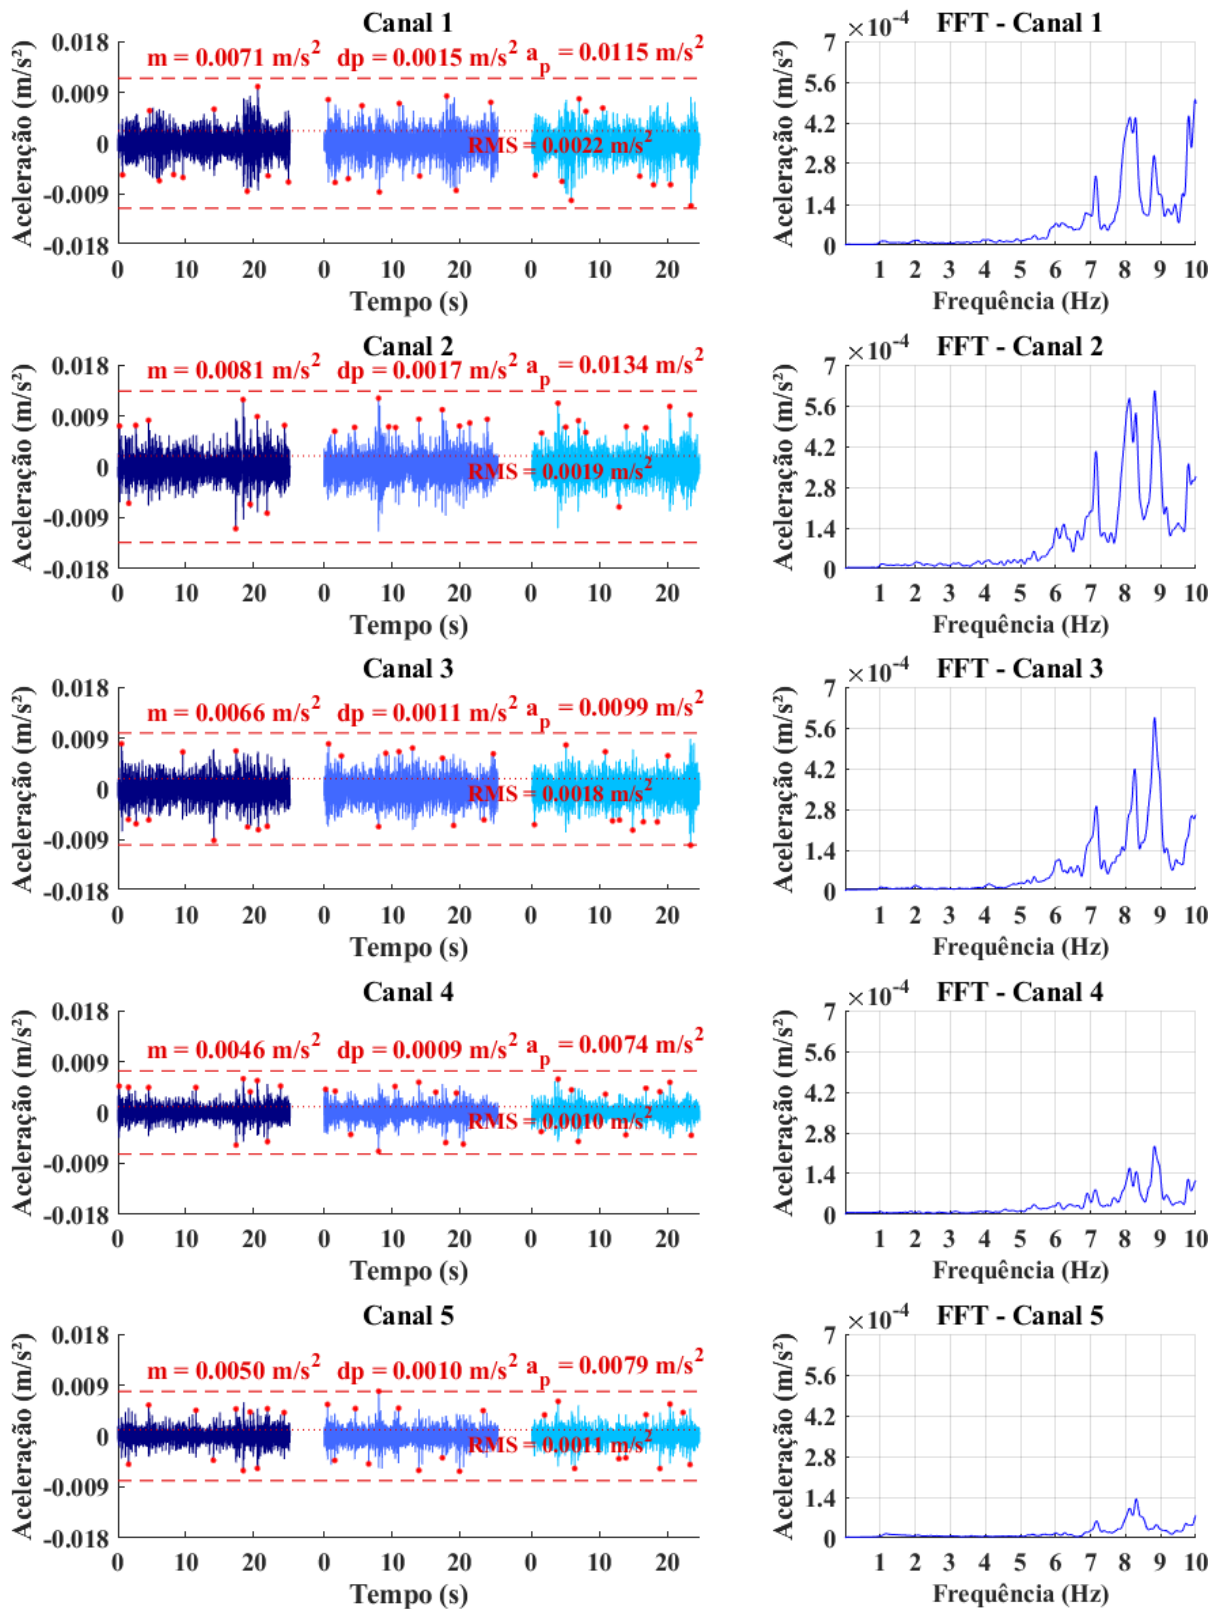 Canal 1
m = 0.0071 m/s² dp = 0.0015 m/s² a_p = 0.0115 m/s²
RMS = 0.0022 m/s²
Aceleração (m/s²)
0.018
0.009
0
-0.009
-0.018
0 10 20 0 10 20 0 10 20
Tempo (s)
×10⁻⁴ FFT - Canal 1
Aceleração (m/s²)
7
5.6
4.2
2.8
1.4
0
1 2 3 4 5 6 7 8 9 10
Frequência (Hz)
Canal 2
m = 0.0081 m/s² dp = 0.0017 m/s² a_p = 0.0134 m/s²
RMS = 0.0019 m/s²
Aceleração (m/s²)
0.018
0.009
0
-0.009
-0.018
0 10 20 0 10 20 0 10 20
Tempo (s)
×10⁻⁴ FFT - Canal 2
Aceleração (m/s²)
7
5.6
4.2
2.8
1.4
0
1 2 3 4 5 6 7 8 9 10
Frequência (Hz)
Canal 3
m = 0.0066 m/s² dp = 0.0011 m/s² a_p = 0.0099 m/s²
RMS = 0.0018 m/s²
Aceleração (m/s²)
0.018
0.009
0
-0.009
-0.018
0 10 20 0 10 20 0 10 20
Tempo (s)
×10⁻⁴ FFT - Canal 3
Aceleração (m/s²)
7
5.6
4.2
2.8
1.4
0
1 2 3 4 5 6 7 8 9 10
Frequência (Hz)
Canal 4
m = 0.0046 m/s² dp = 0.0009 m/s² a_p = 0.0074 m/s²
RMS = 0.0010 m/s²
Aceleração (m/s²)
0.018
0.009
0
-0.009
-0.018
0 10 20 0 10 20 0 10 20
Tempo (s)
×10⁻⁴ FFT - Canal 4
Aceleração (m/s²)
7
5.6
4.2
2.8
1.4
0
1 2 3 4 5 6 7 8 9 10
Frequência (Hz)
Canal 5
m = 0.0050 m/s² dp = 0.0010 m/s² a_p = 0.0079 m/s²
RMS = 0.0011 m/s²
Aceleração (m/s²)
0.018
0.009
0
-0.009
-0.018
0 10 20 0 10 20 0 10 20
Tempo (s)
×10⁻⁴ FFT - Canal 5
Aceleração (m/s²)
7
5.6
4.2
2.8
1.4
0
1 2 3 4 5 6 7 8 9 10
Frequência (Hz)